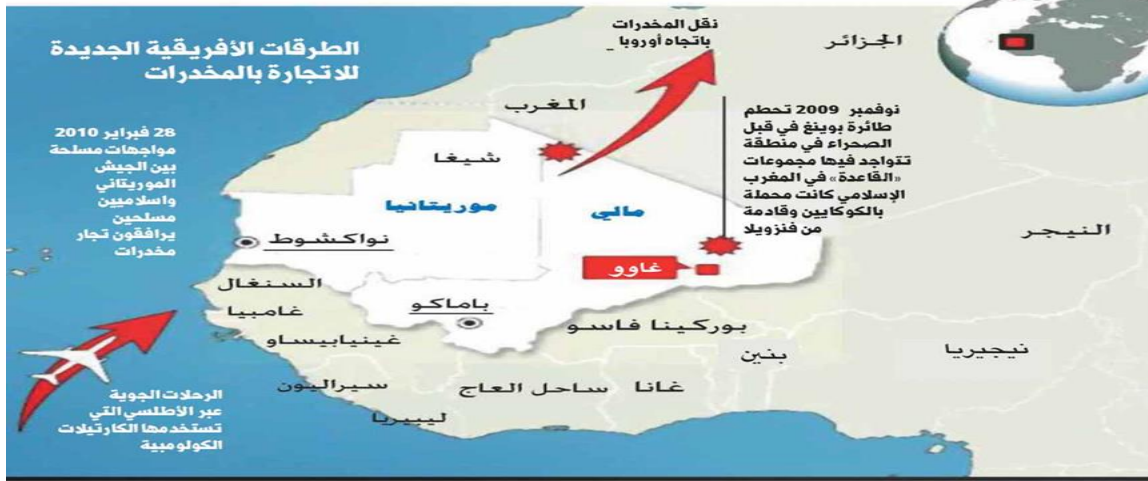 الطرقات الأفريقية الجديدة
للاتجارة بالمخدرات
28 فبراير 2010
مواجهات مسلحة
بين الجيش
الموريتاني
واسلاميين
مسلحين
يرافقون تجار
مخدرات
نقل المخدرات
باتجاه أوروبا
الجزائر
المغرب
نوفمبر 2009 تحطم
طائرة بوينغ في قبل
الصحراء في منطقة
تتواجد فيها مجموعات
«القاعدة» في المغرب
الإسلامي كانت محملة
بالكوكايين وقادمة
من فنزويلا
شيغا
موريتانيا
مالي
النيجر
نواكشوط
غاوو
السنغال
باماكو
غامبيا
بوركينا فاسو
غينيابيساو
بنين
نيجيريا
سيراليون
ساحل العاج
غانا
ليبيريا
الرحلات الجوية
عبر الأطلسي التي
تستخدمها الكارتيلات
الكولومبية